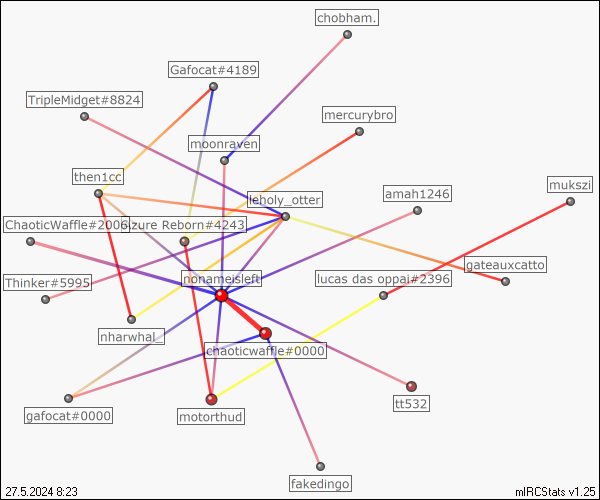 chobham.
Gafocat#4189
TripleMidget#8824
mercurybro
moonraven
then1cc
mukszi
amah1246
leholy_otter
ChaoticWaffle#2006
Azure Reborn#4243
gateauxcatto
Thinker#5995
nonameisleft
lucas das oppai#2396
nharwhal_
chaoticwaffle#0000
gafocat#0000
motorthud
tt532
fakedingo
27.5.2024 8:23
mIRCStats v1.25